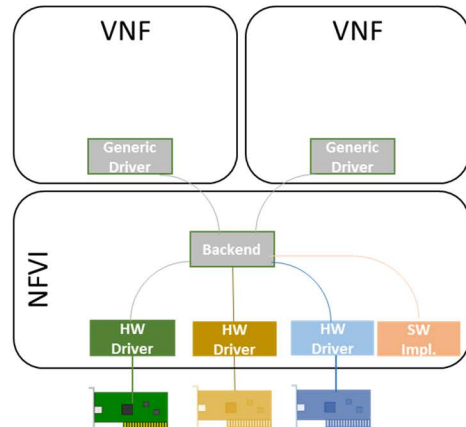 VNF
VNF
Generic
Driver
Generic
Driver
NFVI
Backend
HW
Driver
HW
Driver
HW
Driver
SW
Impl.